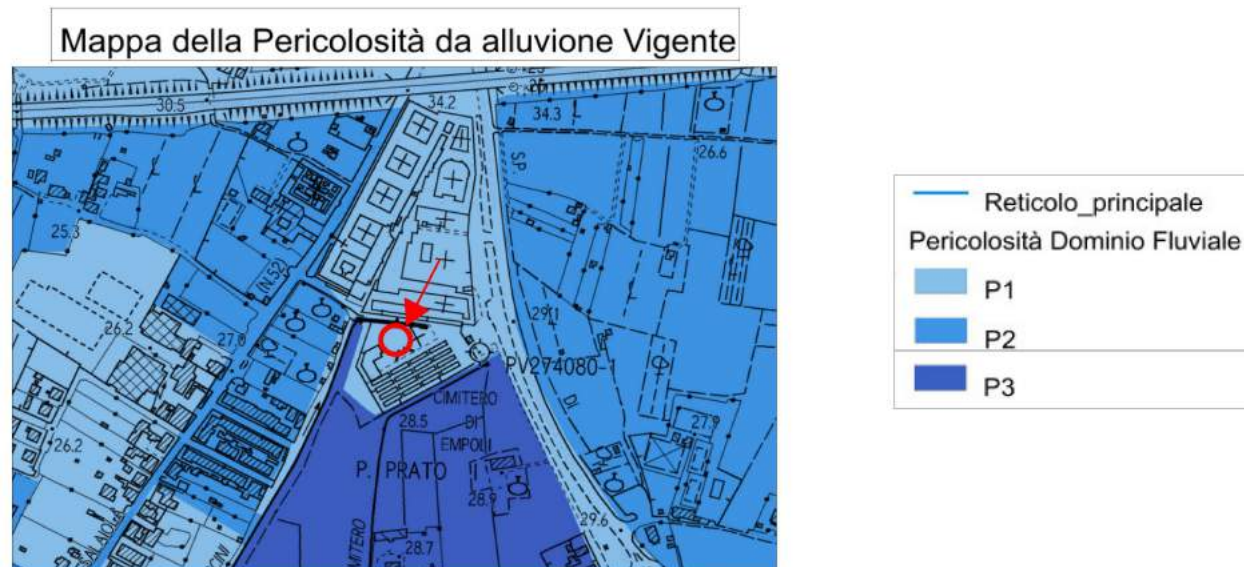 Mappa della Pericolosità da alluvione Vigente
30.5
34.2
34.3
26.6
SP
25.3
(N.52)
26.2
27.0
29.1
PV274080-1
DI
CIMITERO
DI
EMPOLI
28.5
27.9
26.2
P. PRATO
28.9
29.6
28.7
Reticolo_principale
Pericolosità Dominio Fluviale
P1
P2
P3